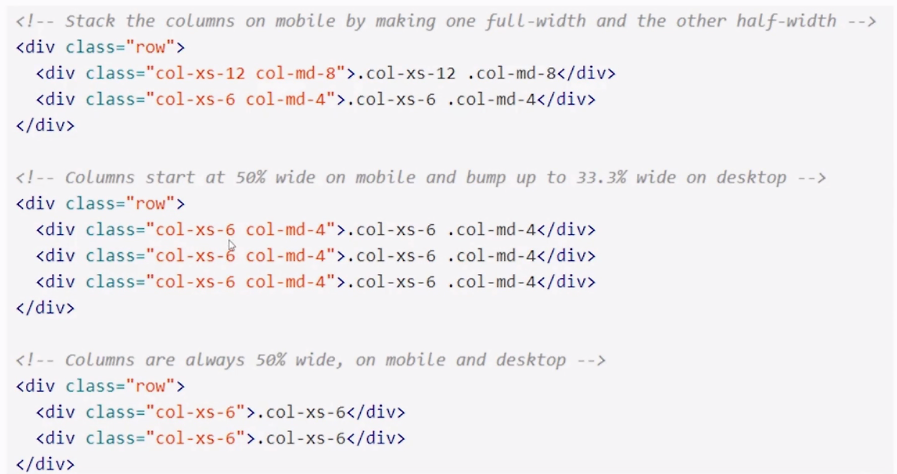 <!-- Stack the columns on mobile by making one full-width and the other half-width -->
<div class="row">
  <div class="col-xs-12 col-md-8">.col-xs-12 .col-md-8</div>
  <div class="col-xs-6 col-md-4">.col-xs-6 .col-md-4</div>
</div>

<!-- Columns start at 50% wide on mobile and bump up to 33.3% wide on desktop -->
<div class="row">
  <div class="col-xs-6 col-md-4">.col-xs-6 .col-md-4</div>
  <div class="col-xs-6 col-md-4">.col-xs-6 .col-md-4</div>
  <div class="col-xs-6 col-md-4">.col-xs-6 .col-md-4</div>
</div>

<!-- Columns are always 50% wide, on mobile and desktop -->
<div class="row">
  <div class="col-xs-6">.col-xs-6</div>
  <div class="col-xs-6">.col-xs-6</div>
</div>